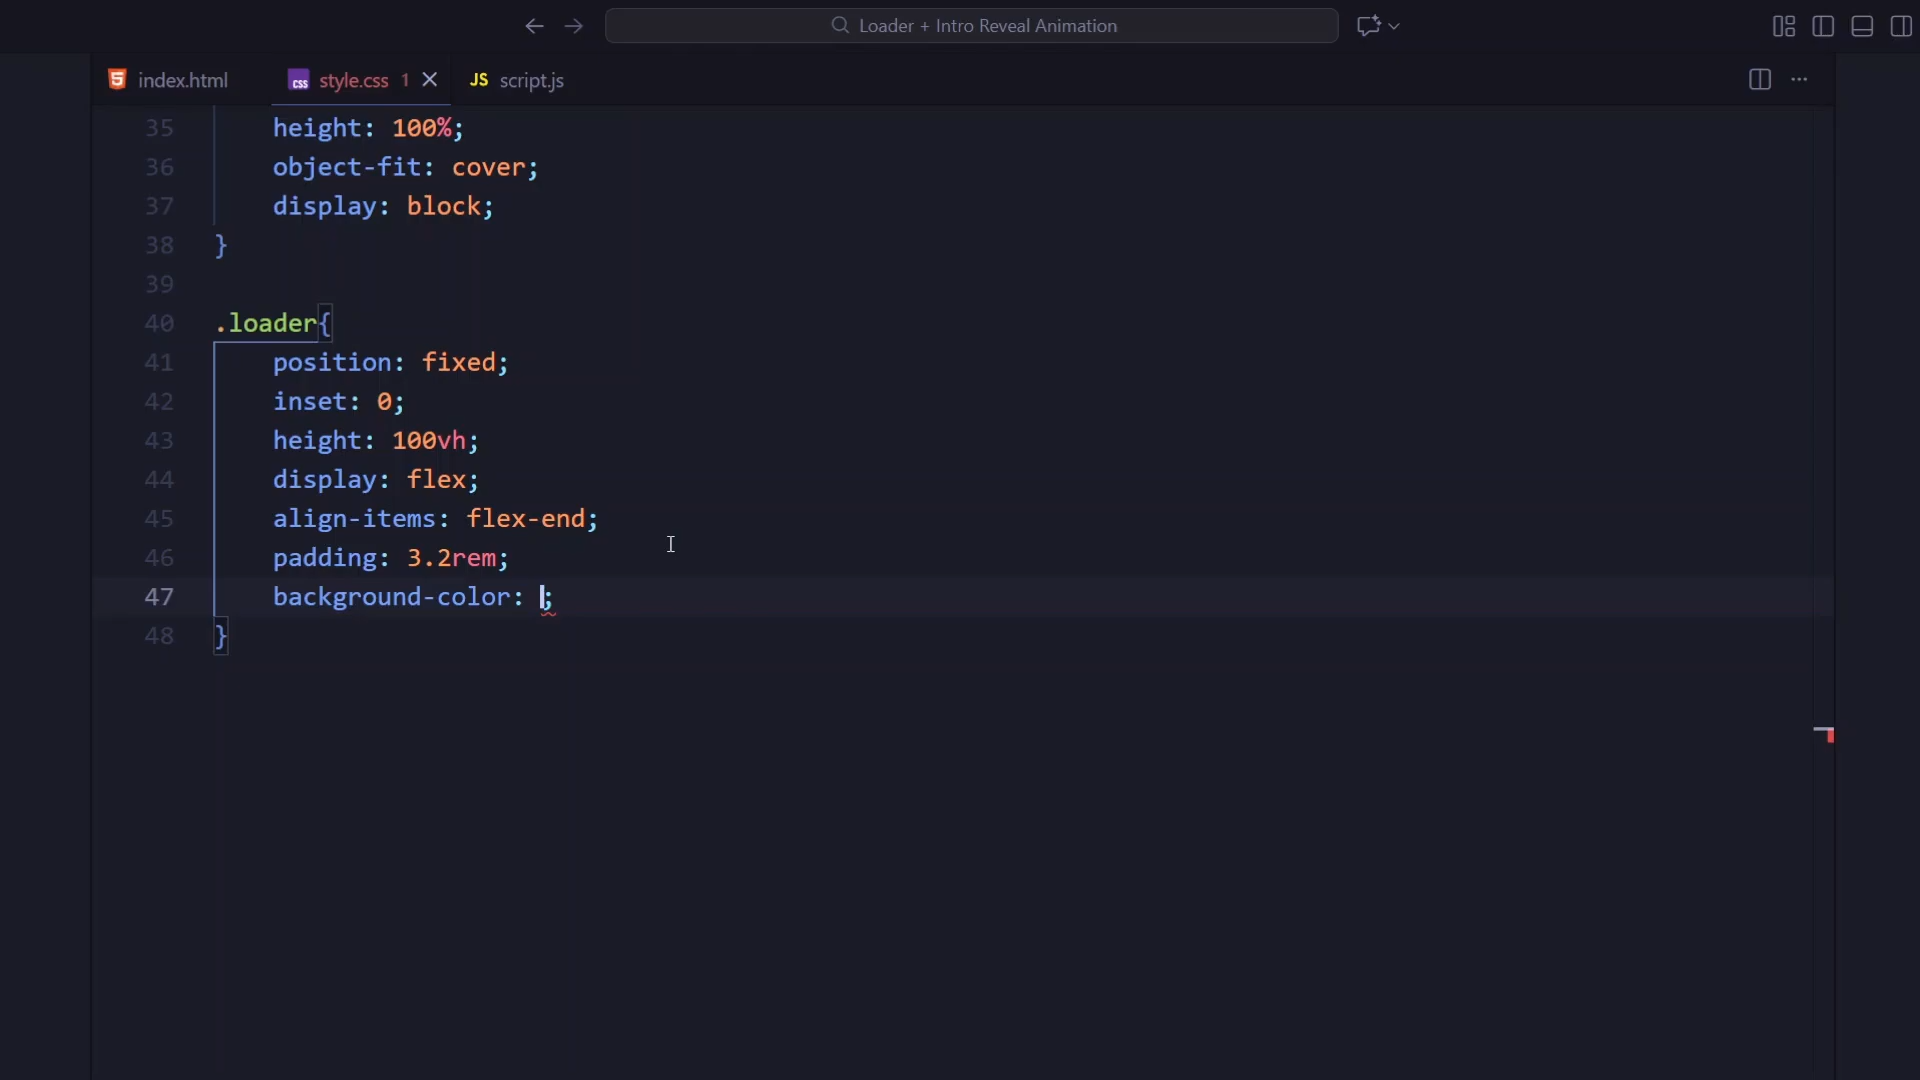 Loader + Intro Reveal Animation
index.html
css style.css 1
JS script.js
35 height: 100%;
36 object-fit: cover;
37 display: block;
38 }
39
40 .loader{
41 position: fixed;
42 inset: 0;
43 height: 100vh;
44 display: flex;
45 align-items: flex-end;
46 padding: 3.2rem;
47 background-color: ;
48 }